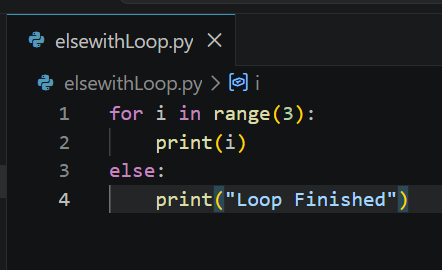 elsewithLoop.py
elsewithLoop.py > i
1 for i in range(3):
2     print(i)
3 else:
4     print("Loop Finished")